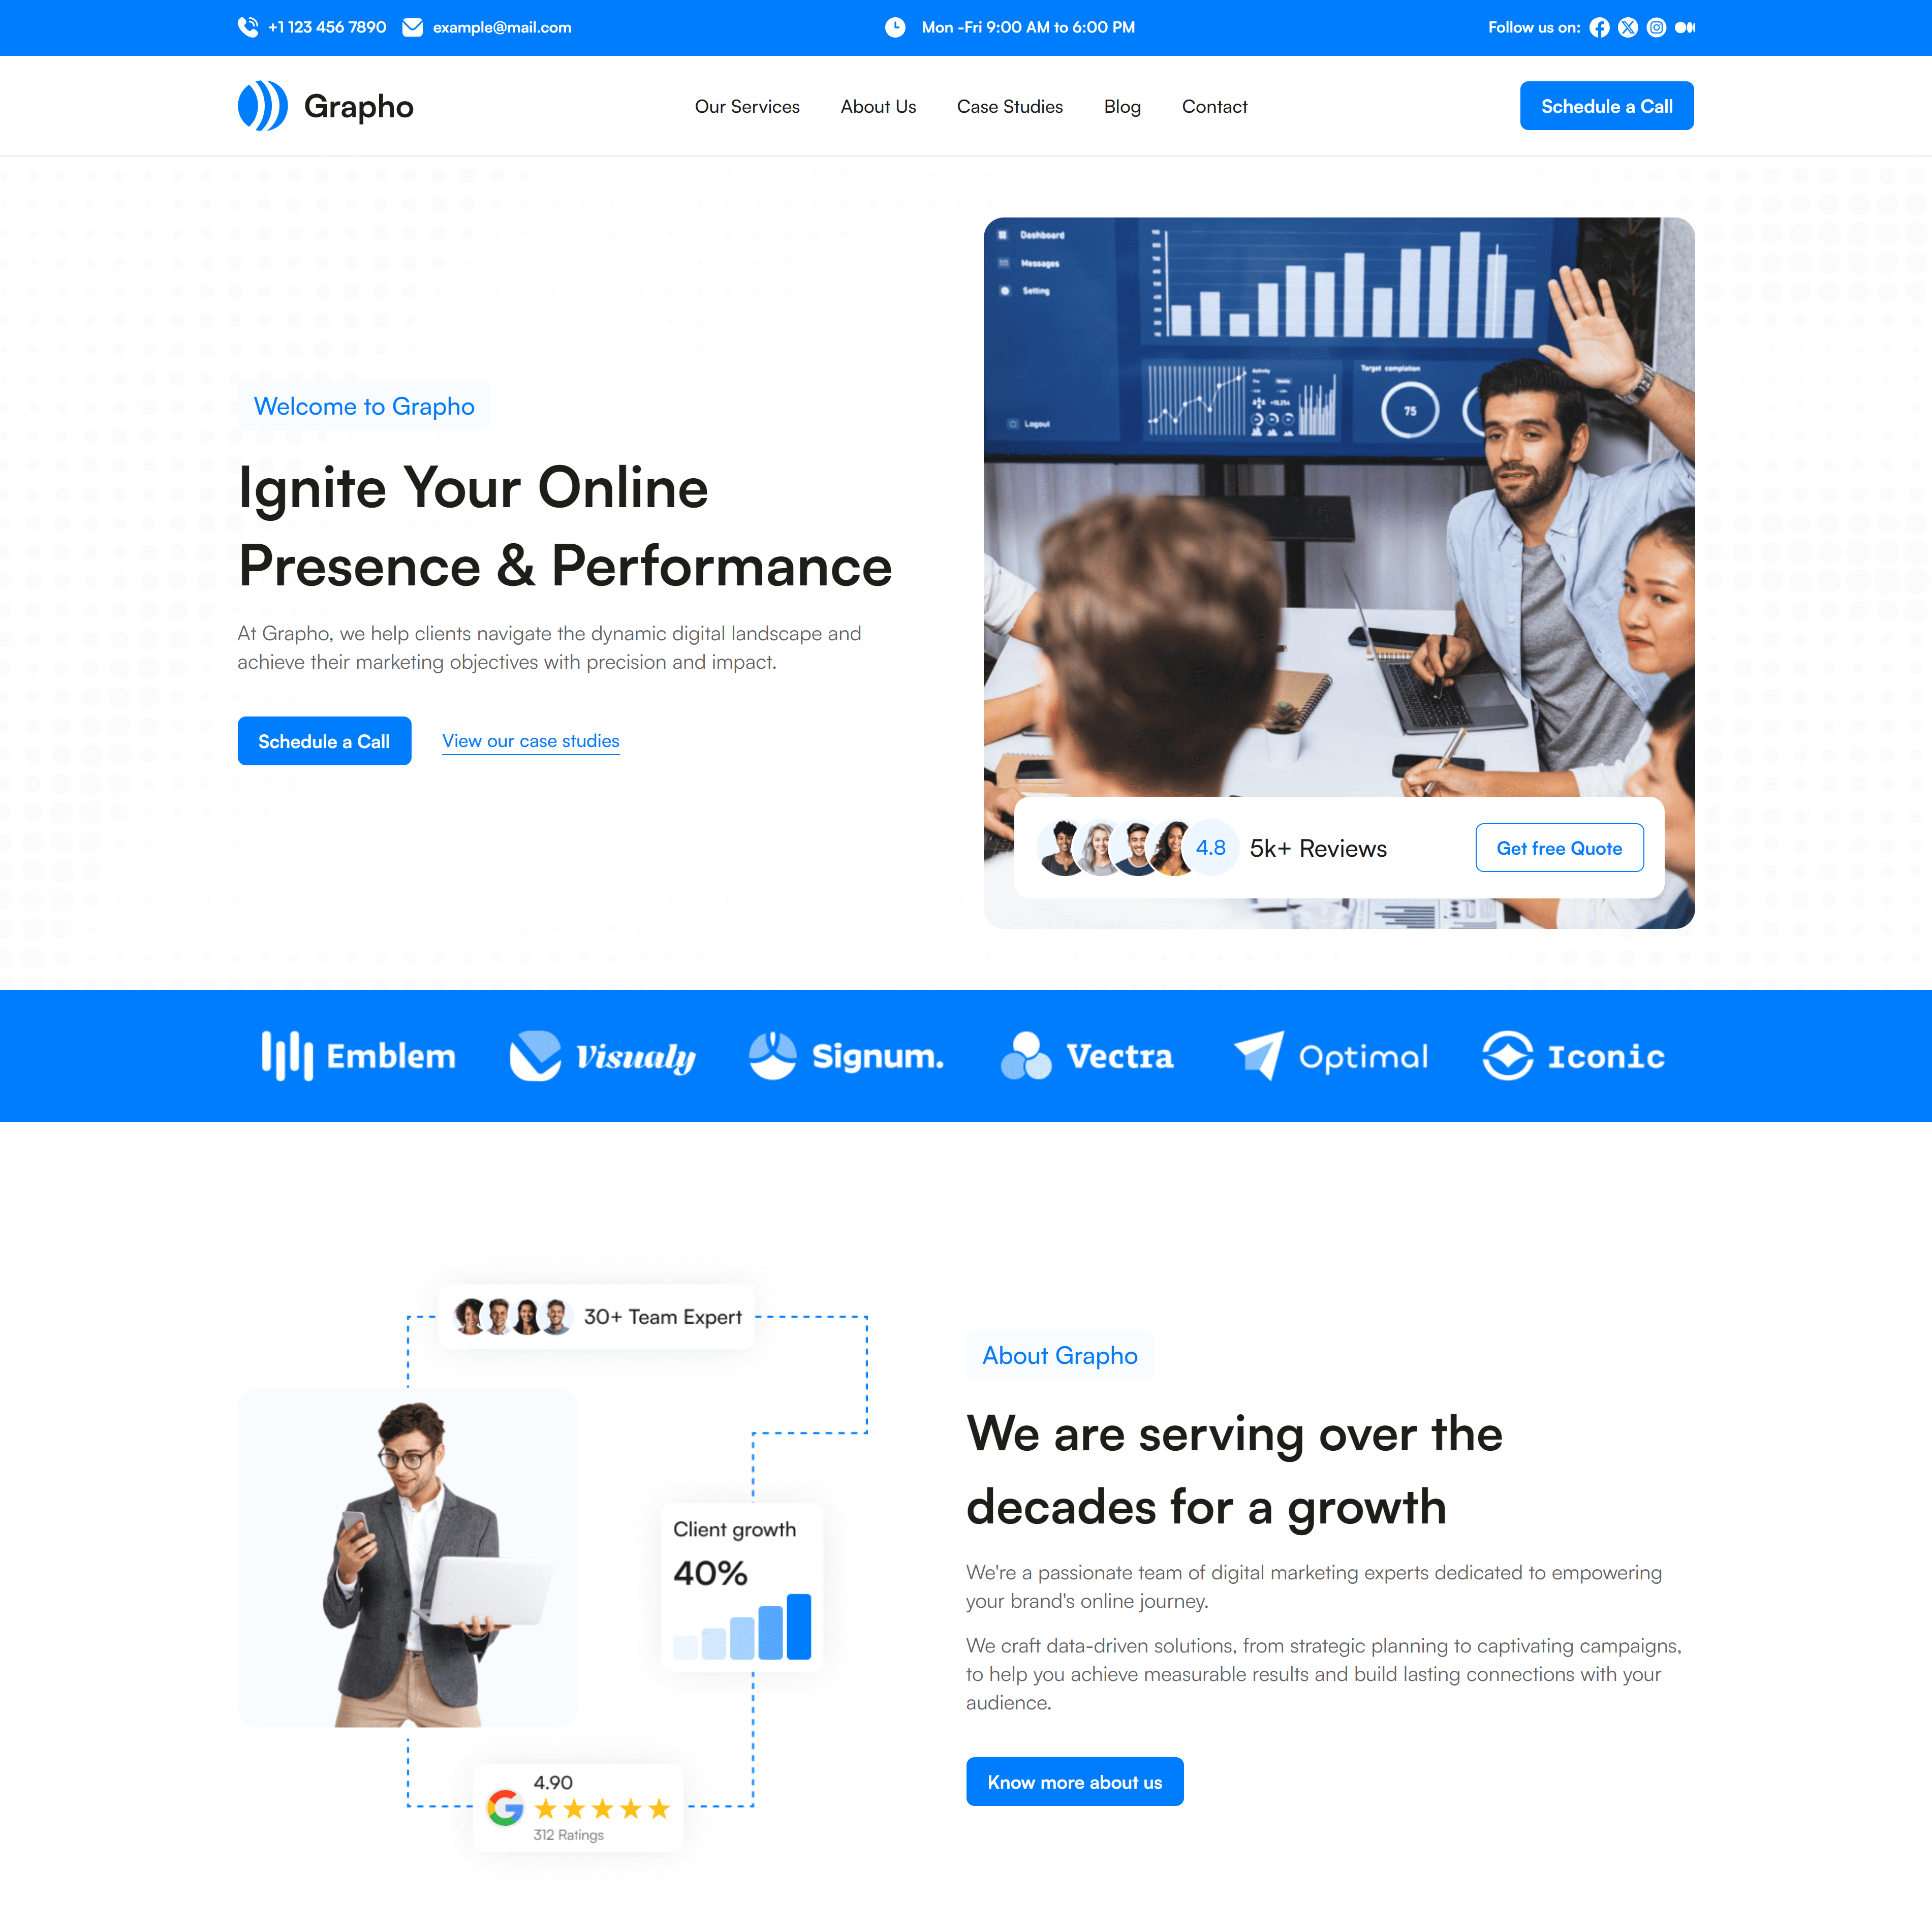 +1 123 456 7890 example@mail.com Mon -Fri 9:00 AM to 6:00 PM Follow us on:
Grapho Our Services About Us Case Studies Blog Contact Schedule a Call
Welcome to Grapho
Ignite Your Online
Presence & Performance
At Grapho, we help clients navigate the dynamic digital landscape and
achieve their marketing objectives with precision and impact.
Schedule a Call View our case studies
Dashboard
Messages
Setting
Logout
Activity
Target completion
75
4.8 5k+ Reviews Get free Quote
Emblem Visualy Signum. Vectra Optimal Iconic
30+ Team Expert
Client growth
40%
4.90
312 Ratings
About Grapho
We are serving over the
decades for a growth
We're a passionate team of digital marketing experts dedicated to empowering
your brand's online journey.
We craft data-driven solutions, from strategic planning to captivating campaigns,
to help you achieve measurable results and build lasting connections with your
audience.
Know more about us